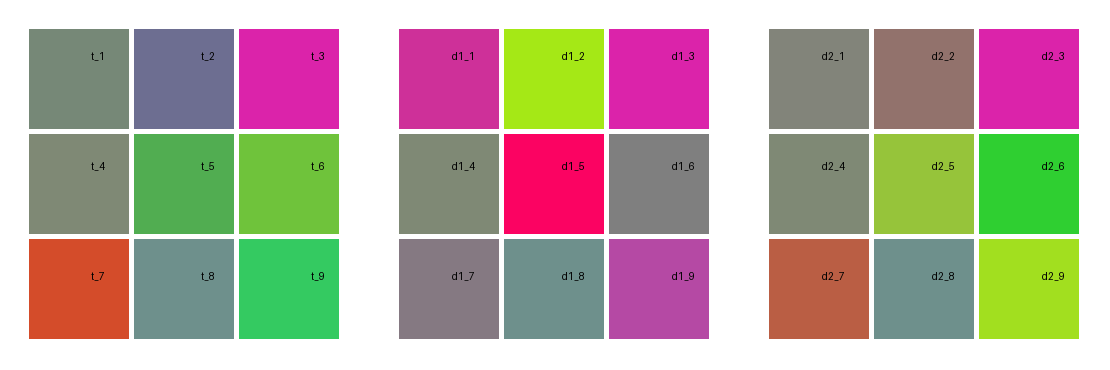 t_1 t_2 t_3 d1_1 d1_2 d1_3 d2_1 d2_2 d2_3
t_4 t_5 t_6 d1_4 d1_5 d1_6 d2_4 d2_5 d2_6
t_7 t_8 t_9 d1_7 d1_8 d1_9 d2_7 d2_8 d2_9